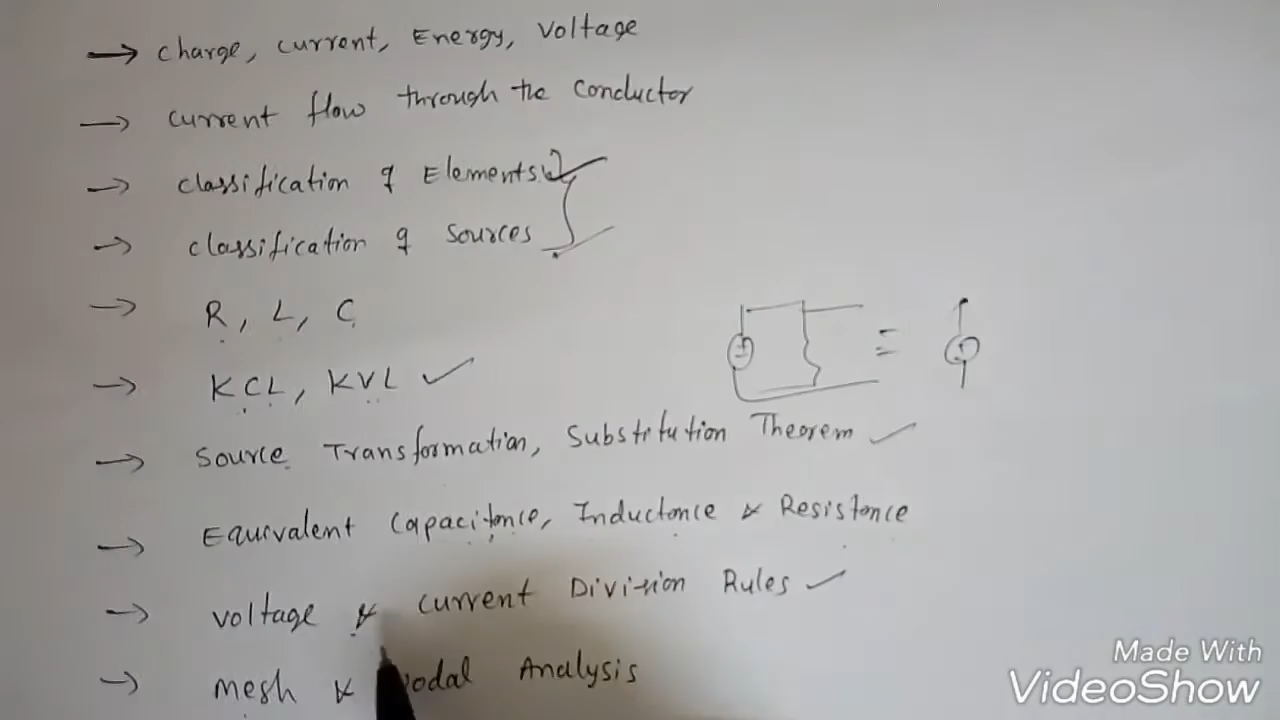 → charge, current, Energy, Voltage
→ current flow through the conductor
→ classification of Elements
→ classification of sources
→ R, L, C
→ KCL, KVL ✓
→ Source Transformation, Substitution Theorem ✓
→ Equivalent Capacitance, Inductance & Resistance
→ voltage & current Division Rules ✓
→ mesh & nodal Analysis
Made With
VideoShow